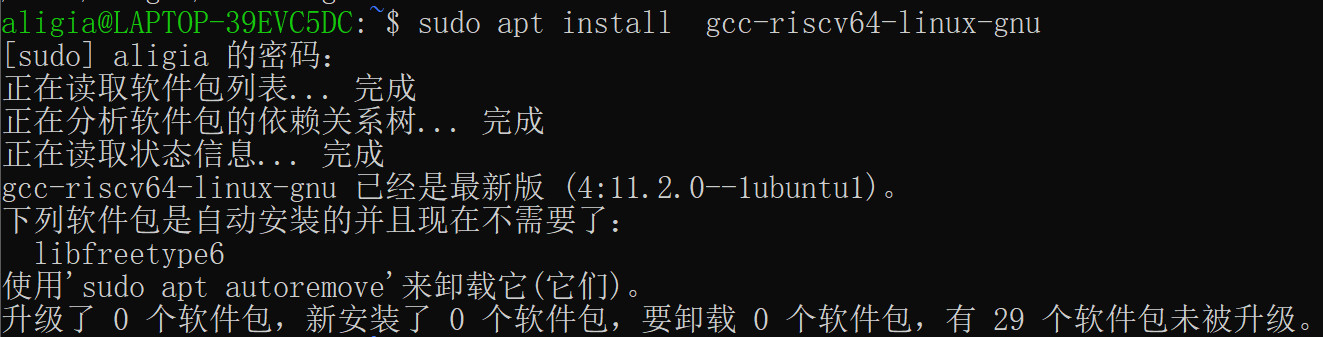 aligia@LAPTOP-39EVC5DC:~$ sudo apt install  gcc-riscv64-linux-gnu
[sudo] aligia 的密码：
正在读取软件包列表... 完成
正在分析软件包的依赖关系树... 完成
正在读取状态信息... 完成
gcc-riscv64-linux-gnu 已经是最新版 (4:11.2.0--1ubuntu1)。
下列软件包是自动安装的并且现在不需要了：
  libfreetype6
使用'sudo apt autoremove'来卸载它(它们)。
升级了 0 个软件包，新安装了 0 个软件包，要卸载 0 个软件包，有 29 个软件包未被升级。